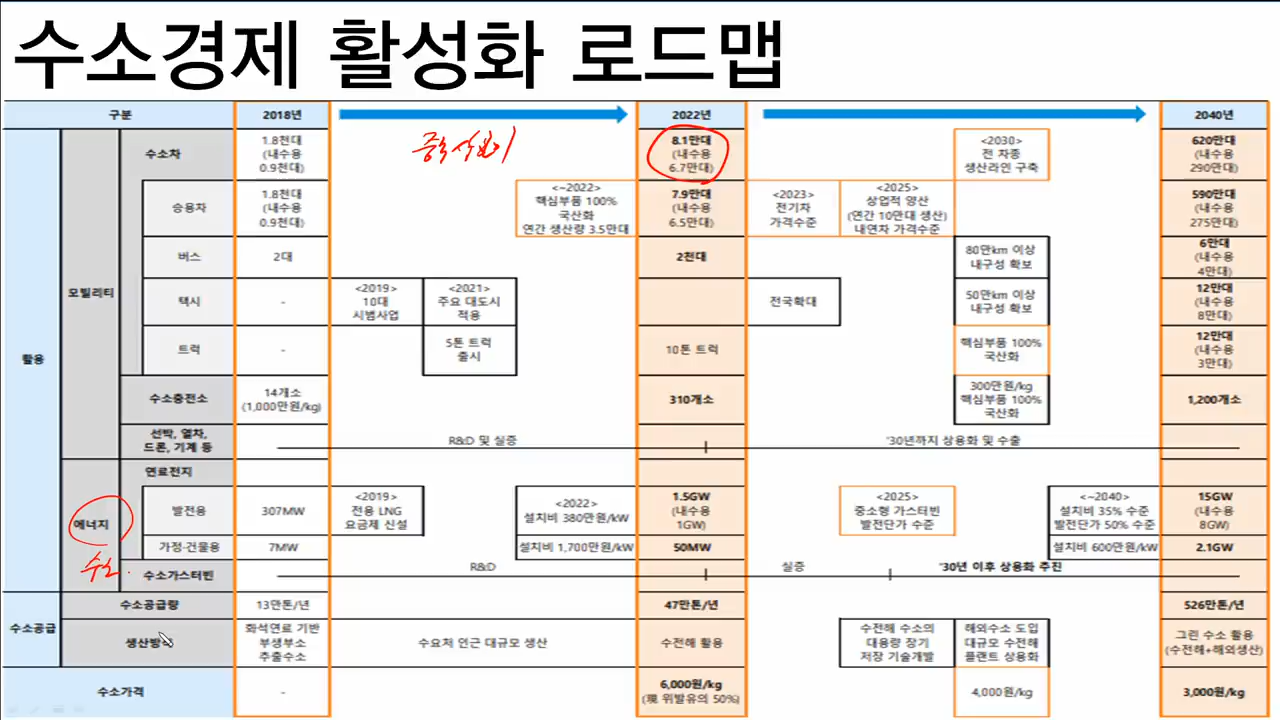 수소경제 활성화 로드맵
구분
2018년
2022년
2040년
활용
모빌리티
수소차
1.8천대
(내수용
0.9천대)
8.1만대
(내수용
6.7만대)
<2030>
전 차종
생산라인 구축
620만대
(내수용
290만대)
승용차
1.8천대
(내수용
0.9천대)
<~2022>
핵심부품 100%
국산화
연간 생산량 3.5만대
7.9만대
(내수용
6.5만대)
<2023>
전기차
가격수준
<2025>
상업적 양산
(연간 10만대 생산)
내연차 가격수준
590만대
(내수용
275만대)
버스
2대
2천대
80만km 이상
내구성 확보
6만대
(내수용
4만대)
택시
-
<2019>
10대
시범사업
<2021>
주요 대도시
적용
전국확대
50만km 이상
내구성 확보
12만대
(내수용
8만대)
트럭
-
5톤 트럭
출시
10톤 트럭
핵심부품 100%
국산화
12만대
(내수용
3만대)
수소충전소
14개소
(1,000만원/kg)
310개소
300만원/kg
핵심부품 100%
국산화
1,200개소
선박, 열차,
드론, 기계 등
R&D 및 실증
'30년까지 상용화 및 수출
에너지
수소
연료전지
발전용
307MW
<2019>
전용 LNG
요금제 신설
<2022>
설치비 380만원/kW
1.5GW
(내수용
1GW)
<2025>
중소형 가스터빈
발전단가 수준
<~2040>
설치비 35% 수준
발전단가 50% 수준
15GW
(내수용
8GW)
가정·건물용
7MW
설치비 1,700만원/kW
50MW
설치비 600만원/kW
2.1GW
수소가스터빈
R&D
실증
'30년 이후 상용화 추진
수소공급
수소공급량
13만톤/년
47만톤/년
526만톤/년
생산방식
화석연료 기반
부생부소
추출수소
수요처 인근 대규모 생산
수전해 활용
수전해 수소의
대용량 장기
저장 기술개발
해외수소 도입
대규모 수전해
플랜트 상용화
그린 수소 활용
(수전해+해외생산)
수소가격
-
6,000원/kg
(現 위발유의 50%)
4,000원/kg
3,000원/kg